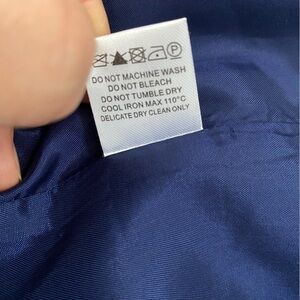 DO NOT MACHINE WASH
DO NOT BLEACH
DO NOT TUMBLE DRY
COOL IRON MAX 110°C
DELICATE DRY CLEAN ONLY